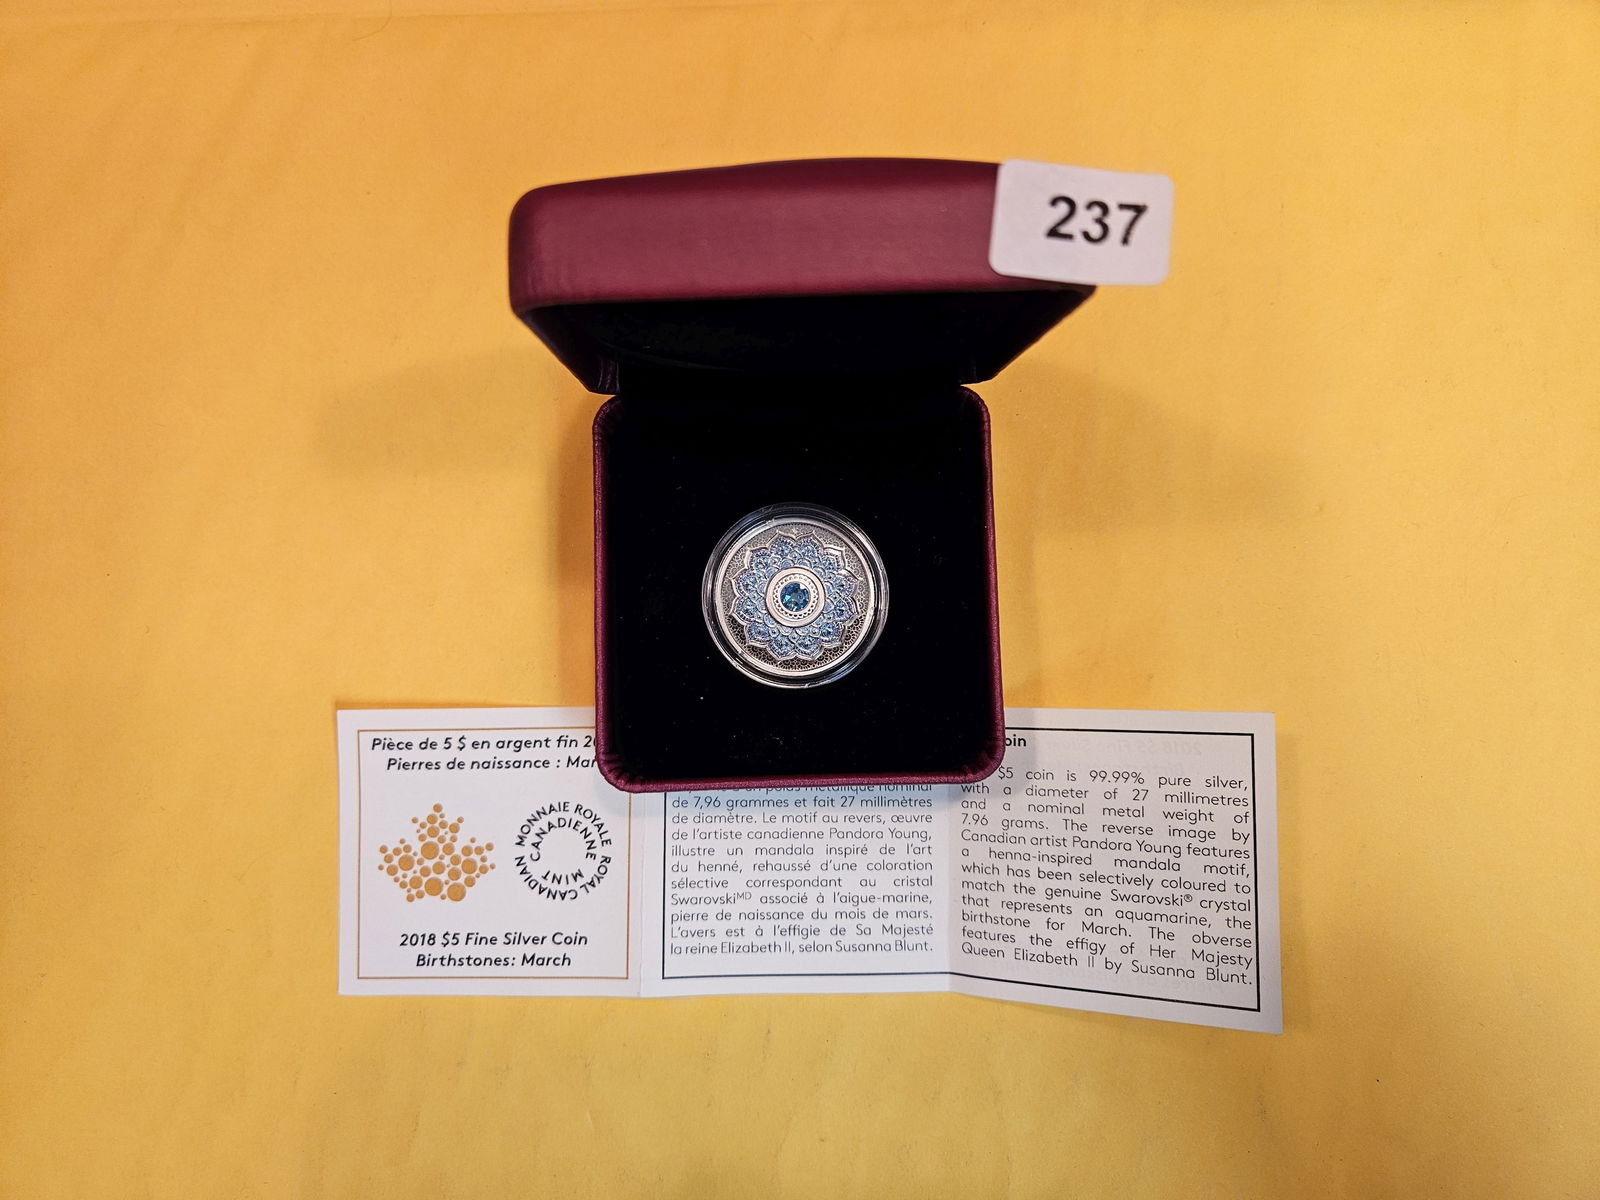 237
Pièce de 5 $ en argent fin
Pierres de naissance :
MONNAIE ROYALE CANADIENNE
ROYAL CANADIAN MINT
2018 $5 Fine Silver Coin
Birthstones: March
métallique nominal
de 7,96 grammes et fait 27 millimètres
de diamètre. Le motif au revers, œuvre
de l'artiste canadienne Pandora Young,
illustre un mandala inspiré de l'art
du henné, rehaussé d'une coloration
sélective correspondant au cristal
Swarovskiᴹᴰ associé à l'aigue-marine,
pierre de naissance du mois de mars.
L'avers est à l'effigie de Sa Majesté
la reine Elizabeth II, selon Susanna Blunt.
$5 coin is 99.99% pure silver,
with a diameter of 27 millimetres
and a nominal metal weight of
7.96 grams. The reverse image by
Canadian artist Pandora Young features
a henna-inspired mandala motif,
which has been selectively coloured to
match the genuine Swarovski® crystal
that represents an aquamarine, the
birthstone for March. The obverse
features the effigy of Her Majesty
Queen Elizabeth II by Susanna Blunt.